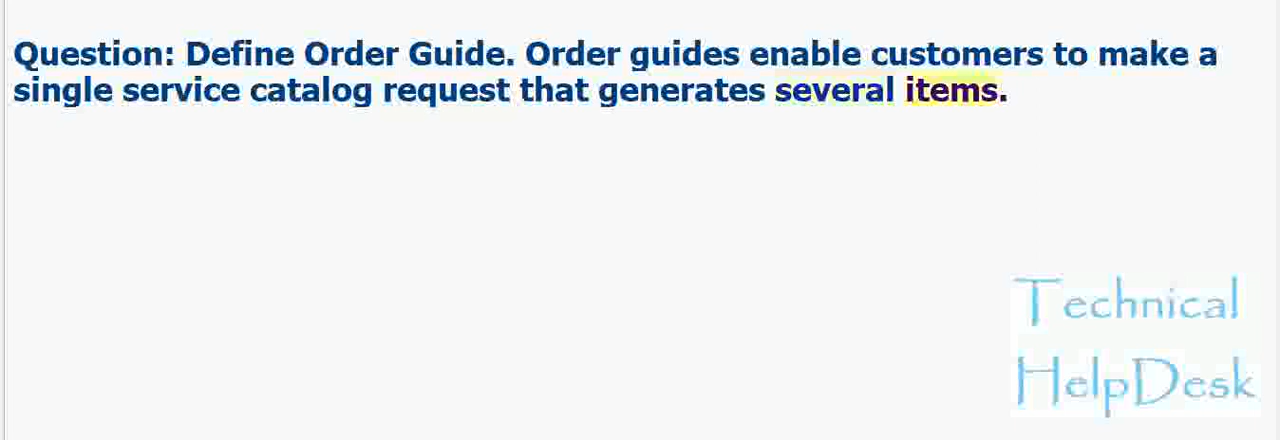 Question: Define Order Guide. Order guides enable customers to make a
single service catalog request that generates several items.
Technical
HelpDesk